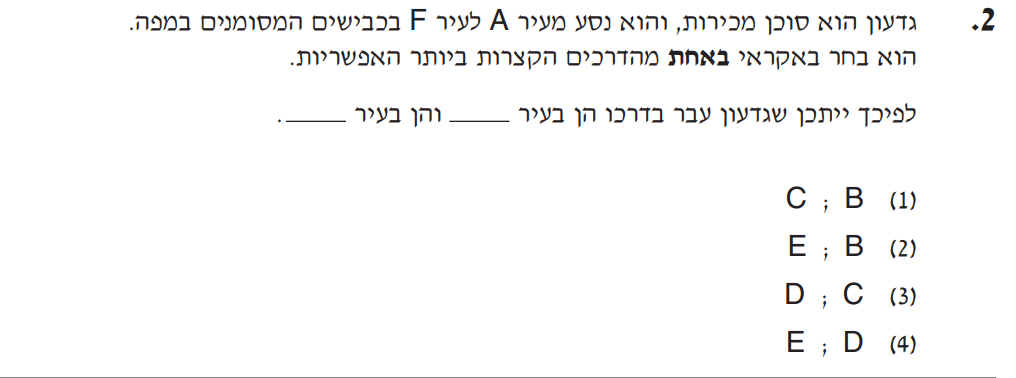 2. גדעון הוא סוכן מכירות, והוא נסע מעיר A לעיר F בכבישים המסומנים במפה.
הוא בחר באקראי באחת מהדרכים הקצרות ביותר האפשריות.
לפיכך ייתכן שגדעון עבר בדרכו הן בעיר _____ והן בעיר _____ .
(1) B ; C
(2) B ; E
(3) C ; D
(4) D ; E